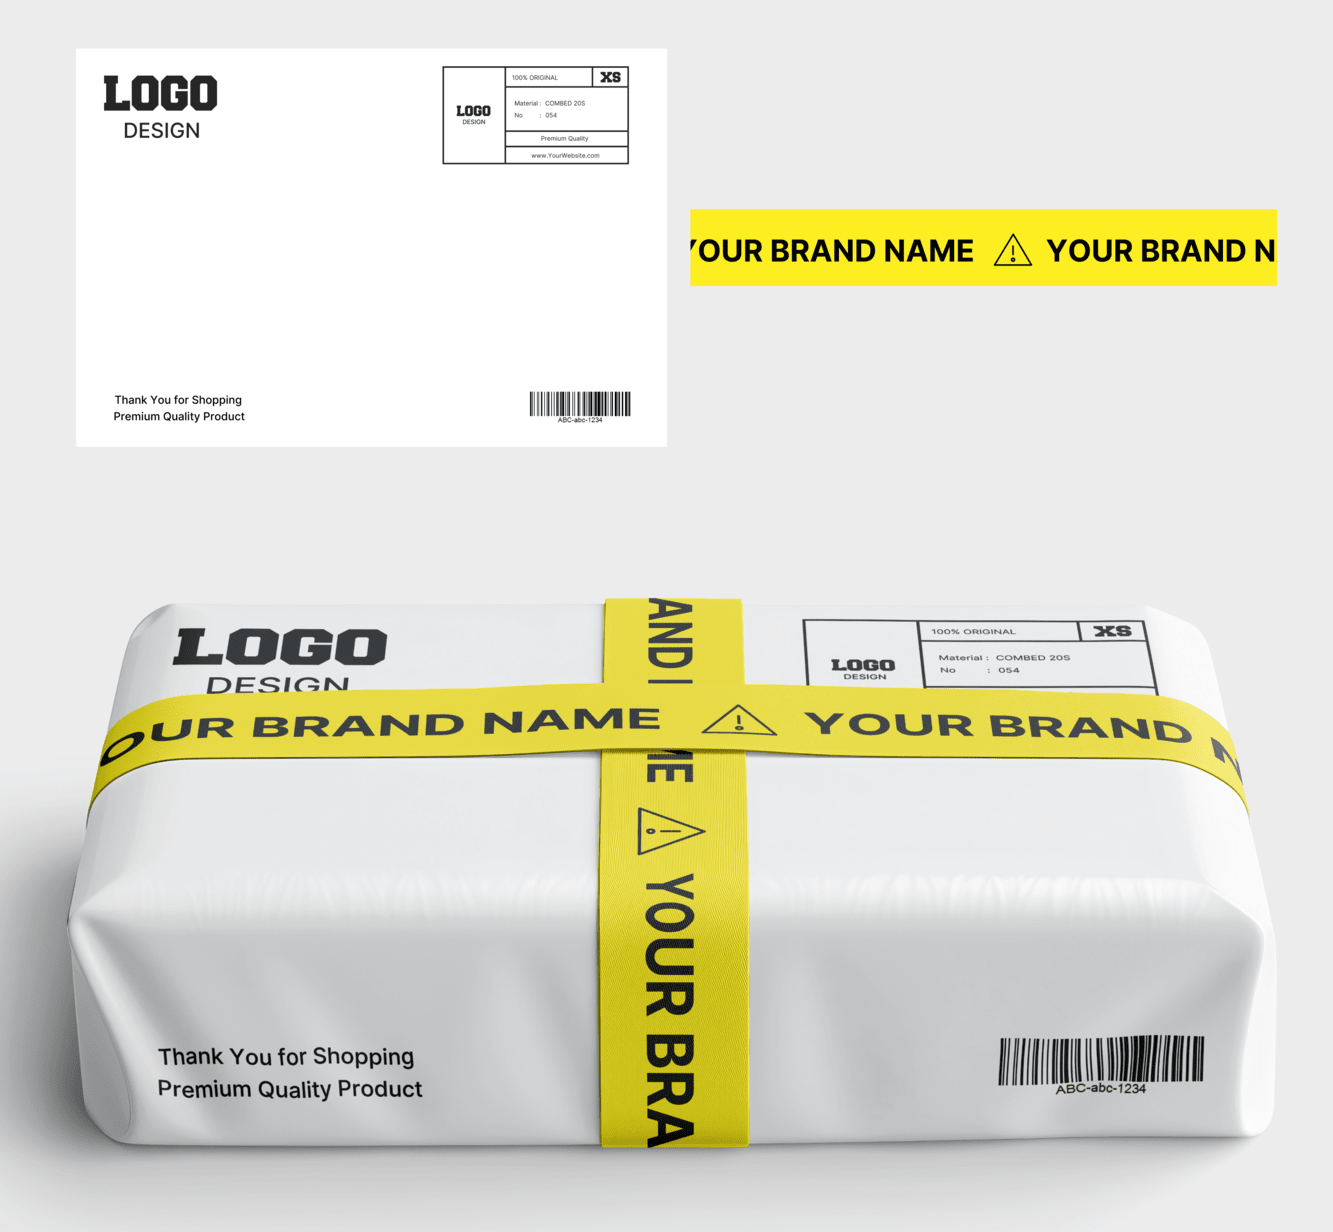 LOGO
DESIGN
100% ORIGINAL
XS
LOGO
DESIGN
Material : COMBED 20S
No : 054
Premium Quality
www.YourWebsite.com
Thank You for Shopping
Premium Quality Product
ABC-abc-1234
YOUR BRAND NAME YOUR BRAND N
LOGO
DESIGN
100% ORIGINAL
XS
LOGO
DESIGN
Material : COMBED 20S
No : 054
OUR BRAND NAME YOUR BRAND N
AND
ME YOUR BRA
Thank You for Shopping
Premium Quality Product
ABC-abc-1234